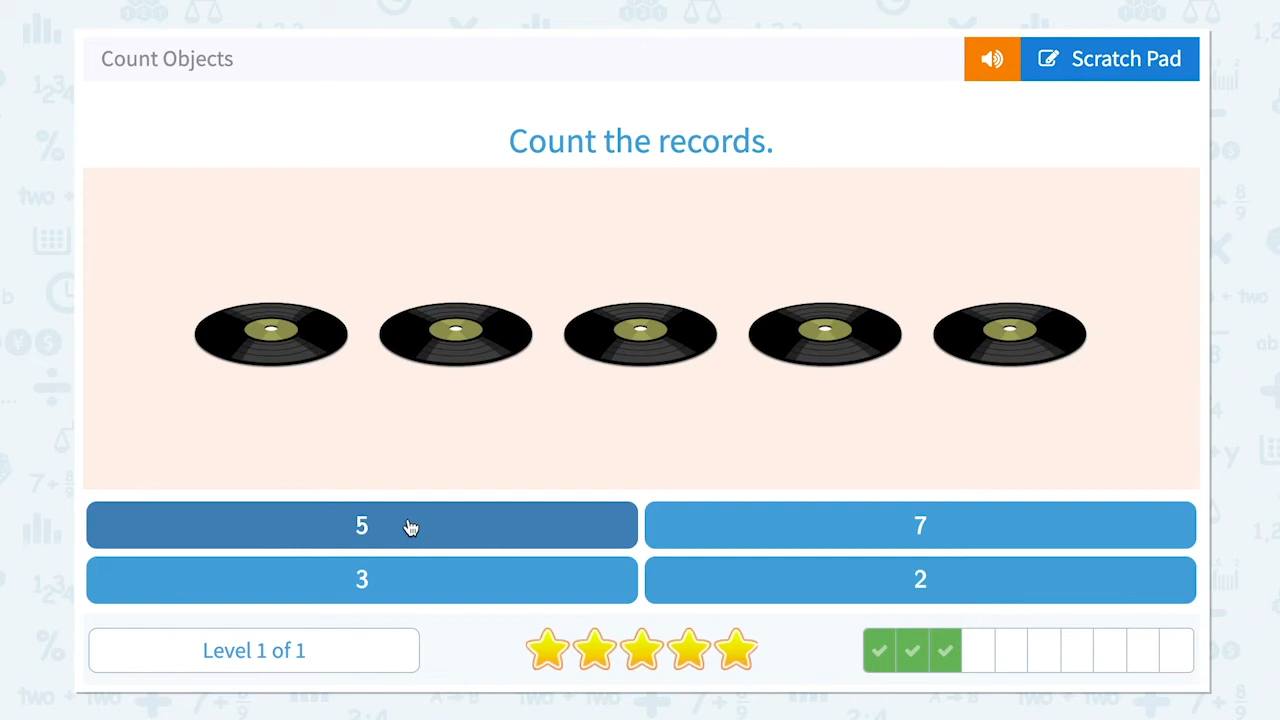 Count Objects
Scratch Pad
Count the records.
5
7
3
2
Level 1 of 1